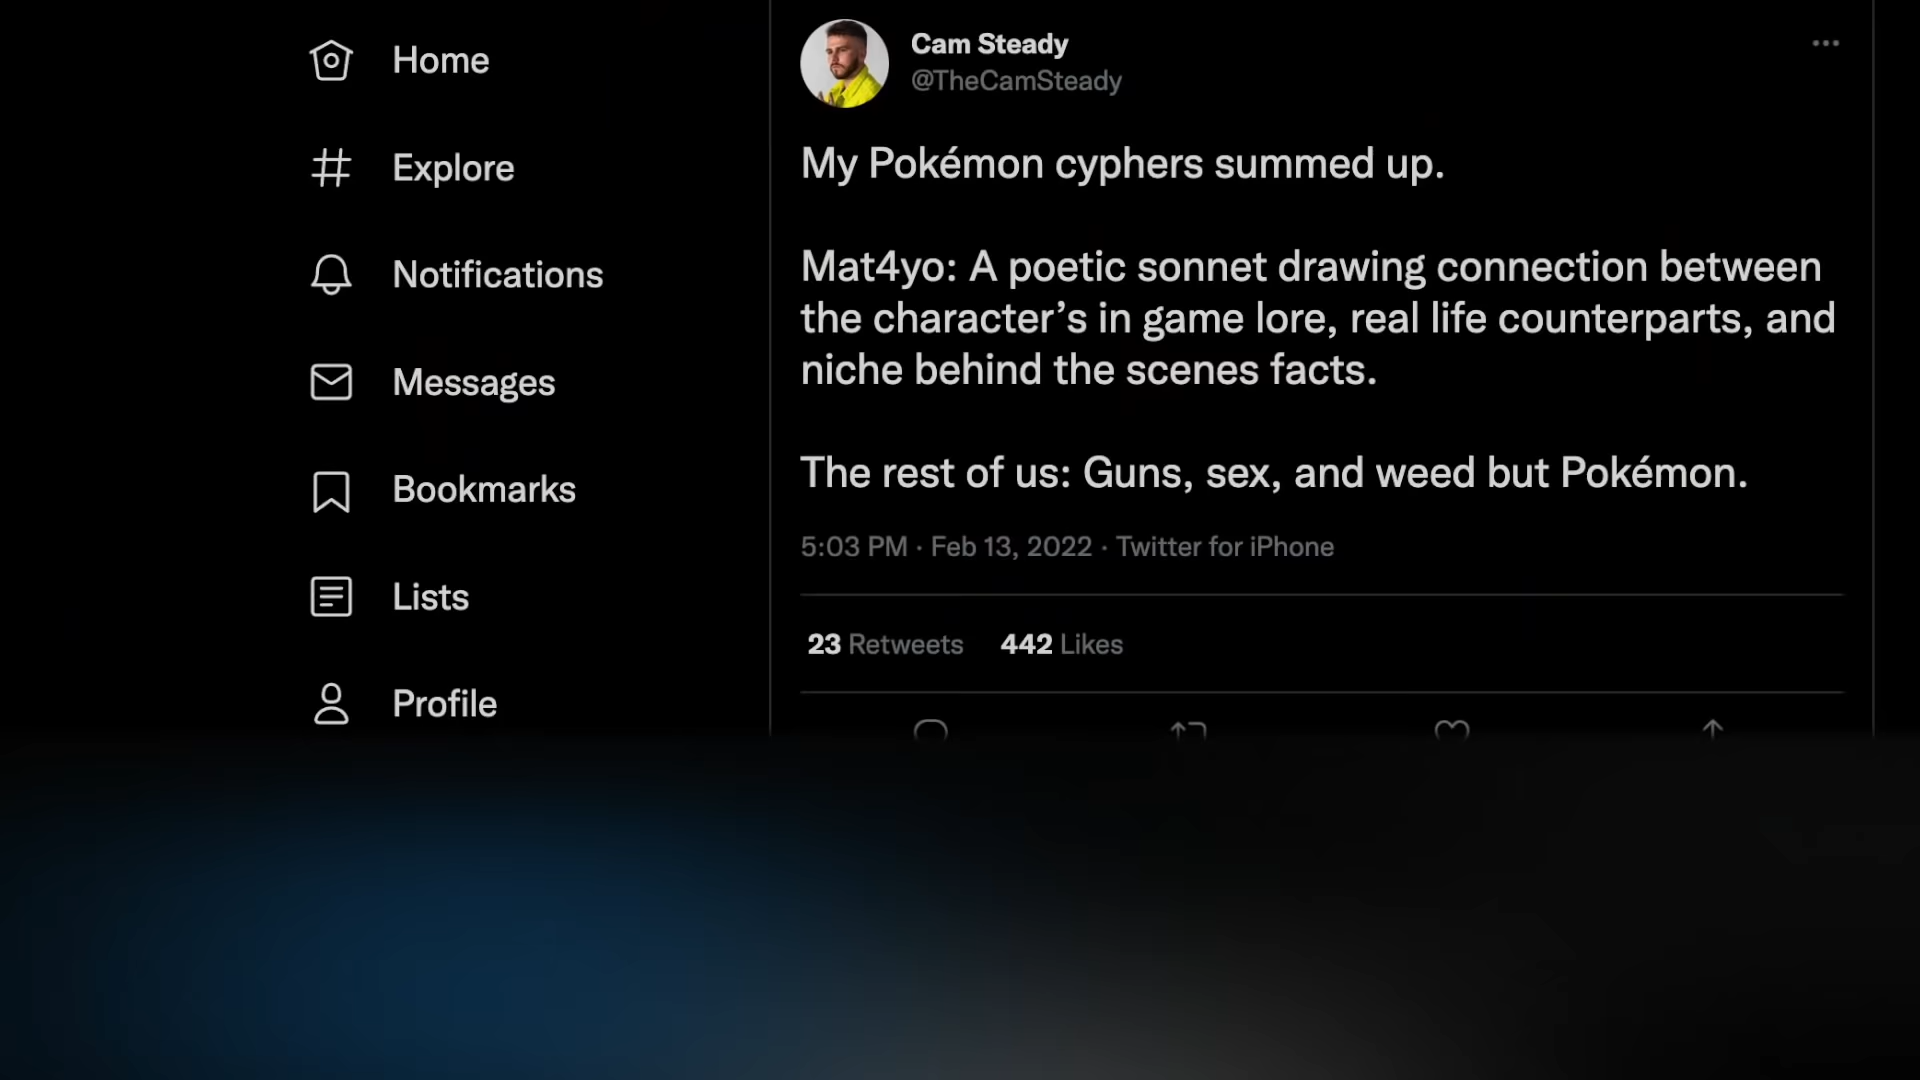 Home
Explore
Notifications
Messages
Bookmarks
Lists
Profile
Cam Steady
@TheCamSteady
My Pokémon cyphers summed up.
Mat4yo: A poetic sonnet drawing connection between
the character’s in game lore, real life counterparts, and
niche behind the scenes facts.
The rest of us: Guns, sex, and weed but Pokémon.
5:03 PM · Feb 13, 2022 · Twitter for iPhone
23 Retweets 442 Likes